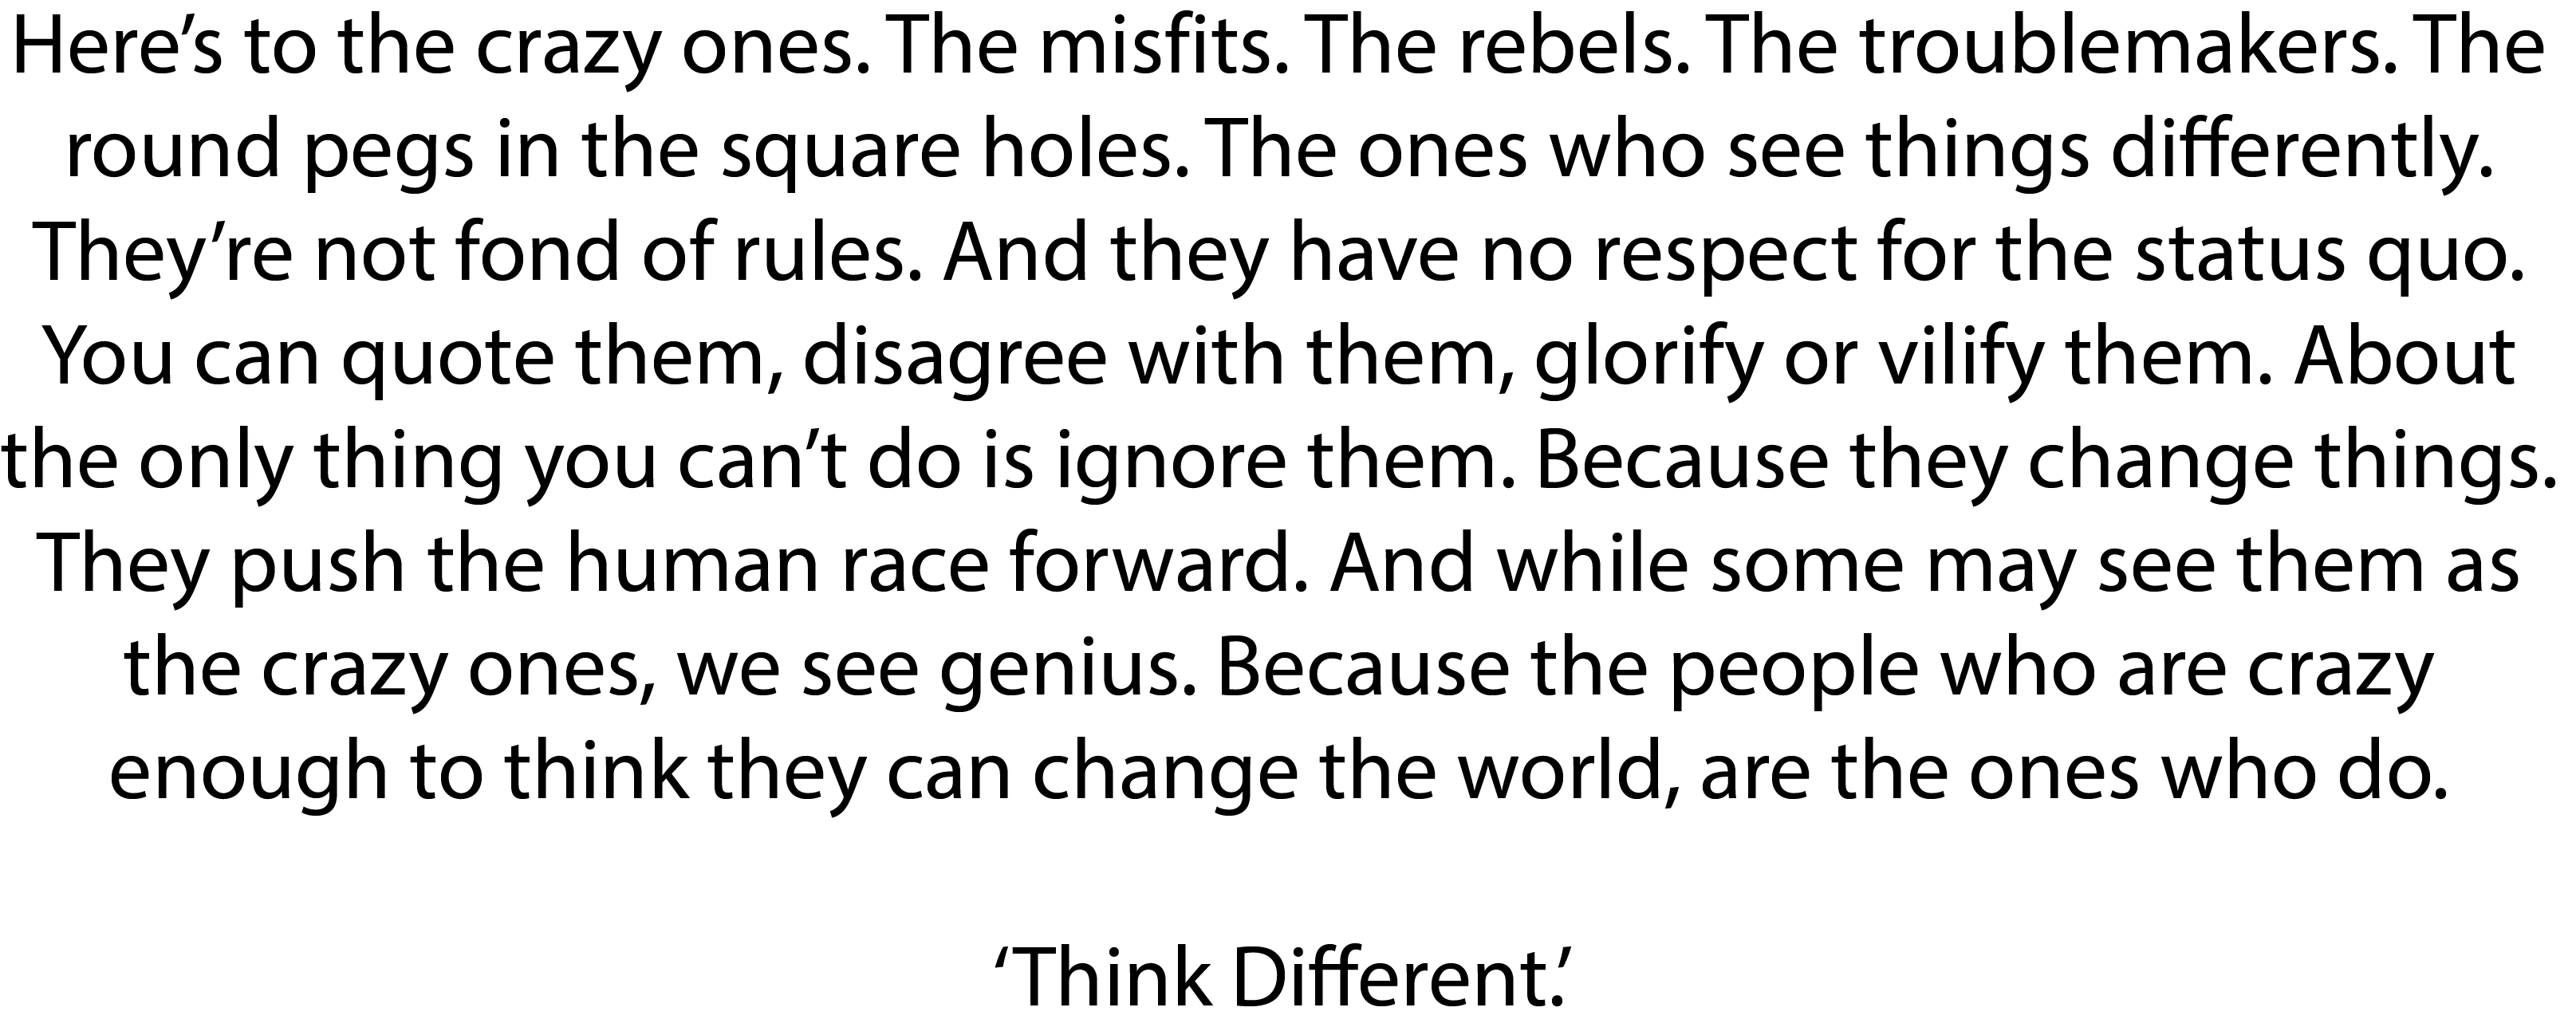 Here’s to the crazy ones. The misfits. The rebels. The troublemakers. The
round pegs in the square holes. The ones who see things differently.
They’re not fond of rules. And they have no respect for the status quo.
You can quote them, disagree with them, glorify or vilify them. About
the only thing you can’t do is ignore them. Because they change things.
They push the human race forward. And while some may see them as
the crazy ones, we see genius. Because the people who are crazy
enough to think they can change the world, are the ones who do.
‘Think Different.’